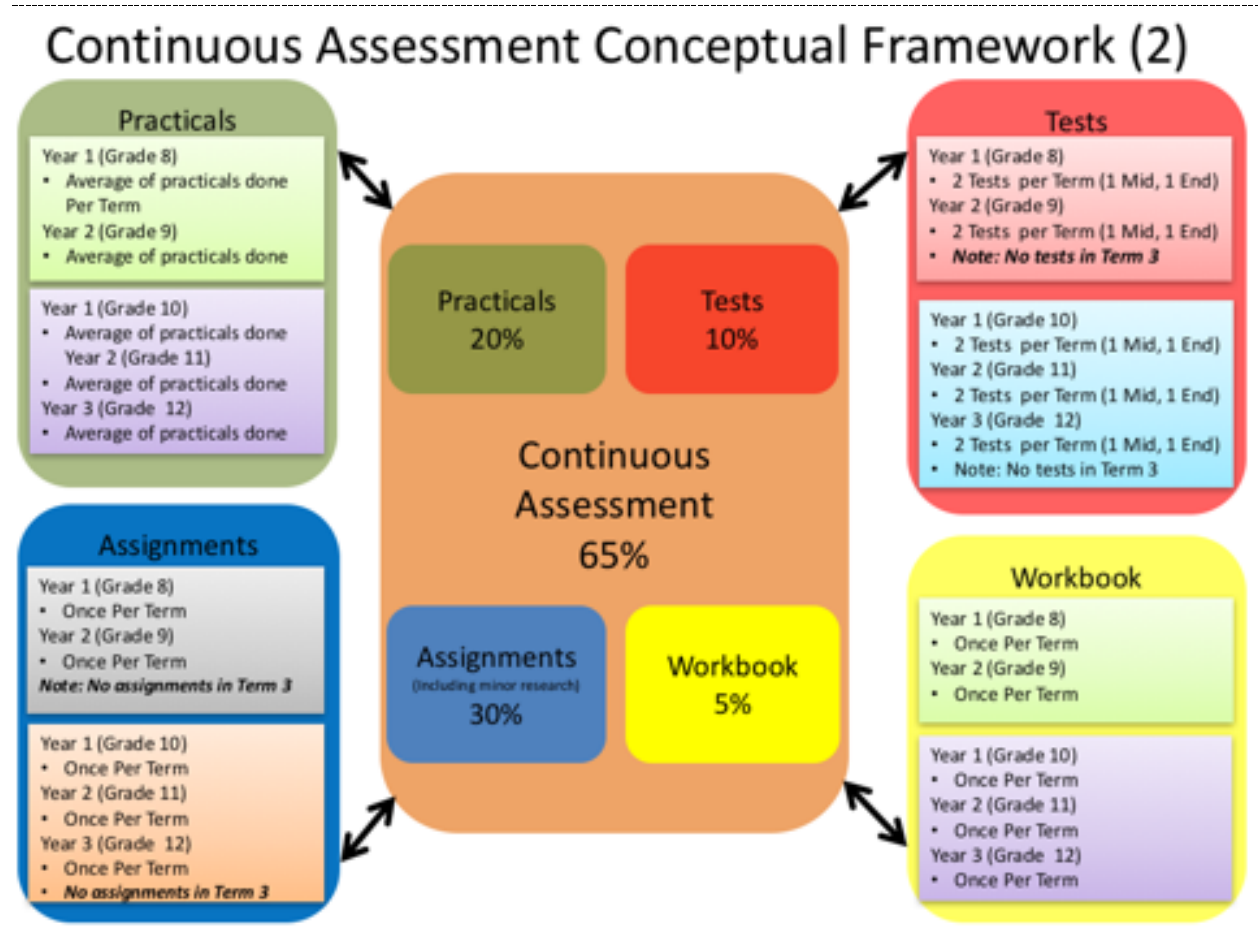 Continuous Assessment Conceptual Framework (2)
Practicals
Year 1 (Grade 8)
• Average of practicals done
Per Term
Year 2 (Grade 9)
• Average of practicals done
Year 1 (Grade 10)
• Average of practicals done
Year 2 (Grade 11)
• Average of practicals done
Year 3 (Grade 12)
• Average of practicals done
Assignments
Year 1 (Grade 8)
• Once Per Term
Year 2 (Grade 9)
• Once Per Term
Note: No assignments in Term 3
Year 1 (Grade 10)
• Once Per Term
Year 2 (Grade 11)
• Once Per Term
Year 3 (Grade 12)
• Once Per Term
• No assignments in Term 3
Practicals
20%
Tests
10%
Continuous
Assessment
65%
Assignments
(Including minor research)
30%
Workbook
5%
Tests
Year 1 (Grade 8)
• 2 Tests per Term (1 Mid, 1 End)
Year 2 (Grade 9)
• 2 Tests per Term (1 Mid, 1 End)
• Note: No tests in Term 3
Year 1 (Grade 10)
• 2 Tests per Term (1 Mid, 1 End)
Year 2 (Grade 11)
• 2 Tests per Term (1 Mid, 1 End)
Year 3 (Grade 12)
• 2 Tests per Term (1 Mid, 1 End)
• Note: No tests in Term 3
Workbook
Year 1 (Grade 8)
• Once Per Term
Year 2 (Grade 9)
• Once Per Term
Year 1 (Grade 10)
• Once Per Term
Year 2 (Grade 11)
• Once Per Term
Year 3 (Grade 12)
• Once Per Term